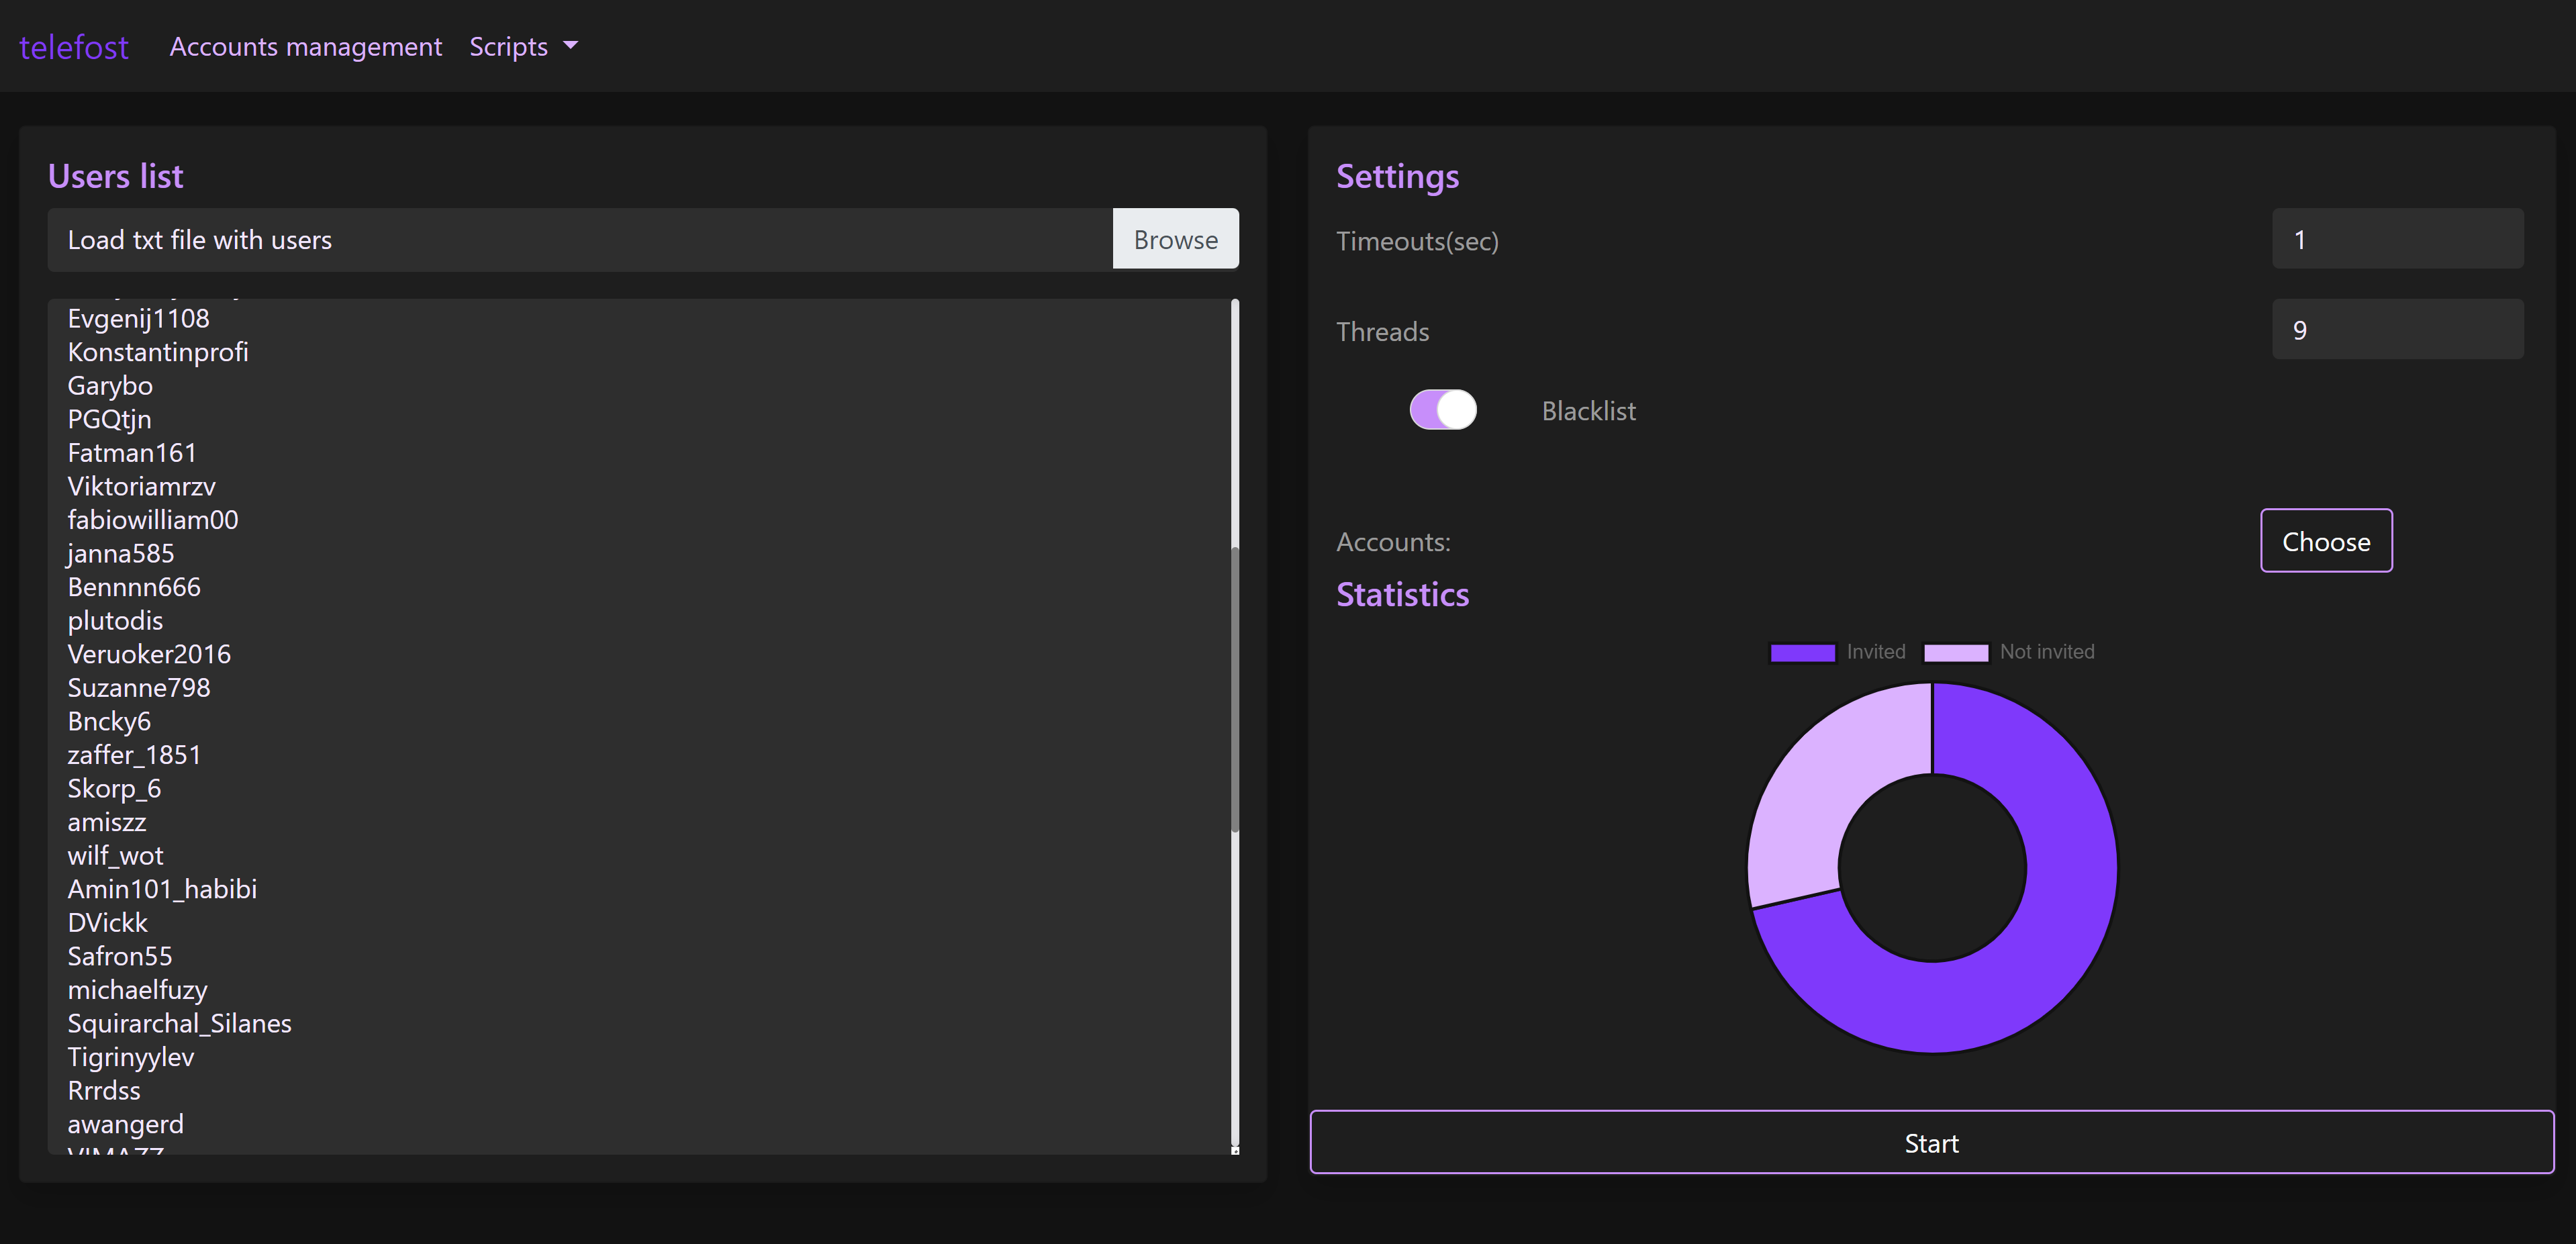 telefost Accounts management Scripts
Users list
Load txt file with users Browse
Evgenij1108
Konstantinprofi
Garybo
PGQtjn
Fatman161
Viktoriamrzv
fabiowilliam00
janna585
Bennnn666
plutodis
Veruoker2016
Suzanne798
Bncky6
zaffer_1851
Skorp_6
amiszz
wilf_wot
Amin101_habibi
DVickk
Safron55
michaelfuzy
Squirarchal_Silanes
Tigrinyylev
Rrrdss
awangerd
Settings
Timeouts(sec) 1
Threads 9
Blacklist
Accounts: Choose
Statistics
Invited Not invited
Start